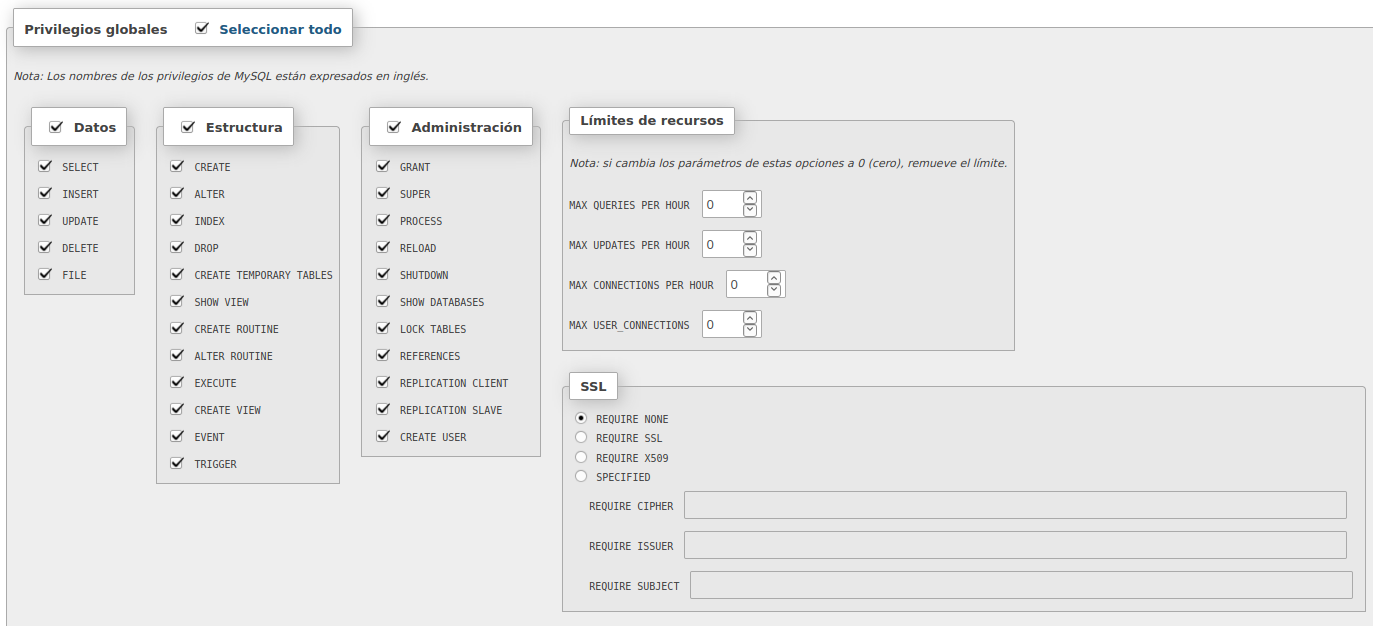 Privilegios globales Seleccionar todo
Nota: Los nombres de los privilegios de MySQL están expresados en inglés.
Datos
SELECT
INSERT
UPDATE
DELETE
FILE
Estructura
CREATE
ALTER
INDEX
DROP
CREATE TEMPORARY TABLES
SHOW VIEW
CREATE ROUTINE
ALTER ROUTINE
EXECUTE
CREATE VIEW
EVENT
TRIGGER
Administración
GRANT
SUPER
PROCESS
RELOAD
SHUTDOWN
SHOW DATABASES
LOCK TABLES
REFERENCES
REPLICATION CLIENT
REPLICATION SLAVE
CREATE USER
Límites de recursos
Nota: si cambia los parámetros de estas opciones a 0 (cero), remueve el límite.
MAX QUERIES PER HOUR 0
MAX UPDATES PER HOUR 0
MAX CONNECTIONS PER HOUR 0
MAX USER_CONNECTIONS 0
SSL
REQUIRE NONE
REQUIRE SSL
REQUIRE X509
SPECIFIED
REQUIRE CIPHER
REQUIRE ISSUER
REQUIRE SUBJECT